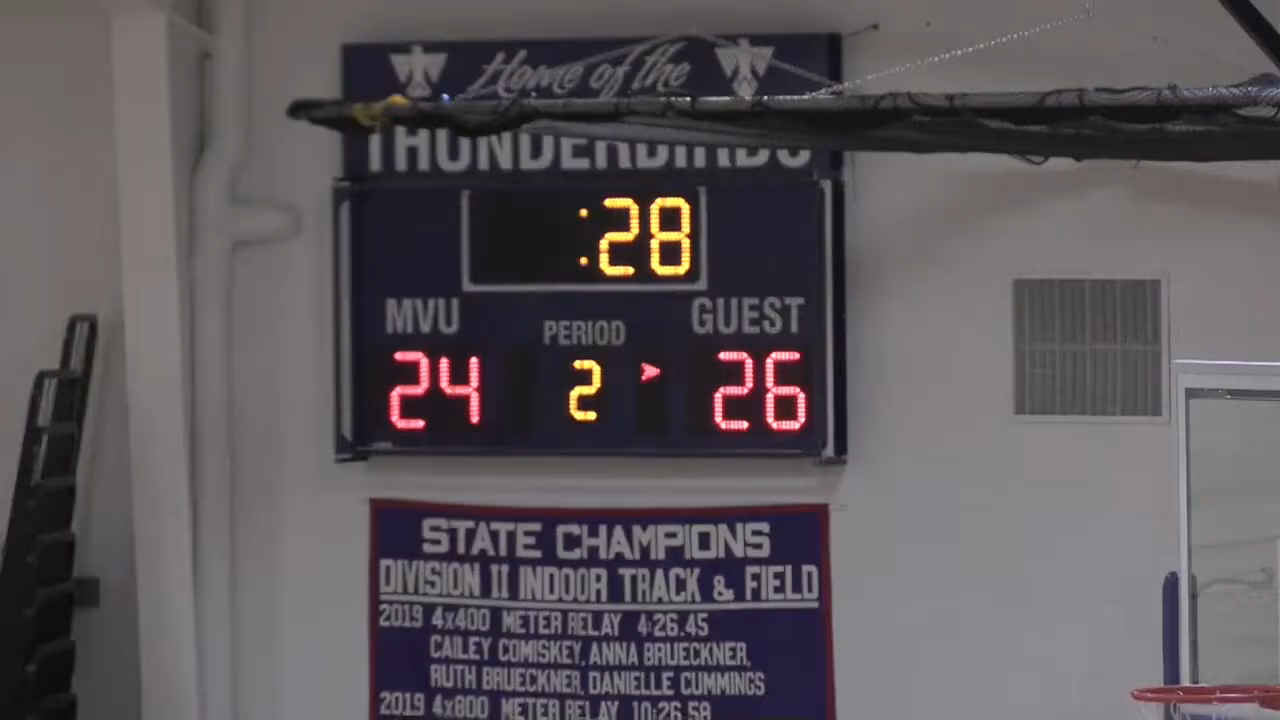 Home of the
THUNDERBIRDS
:28
MVU GUEST
PERIOD
24 2 > 26
STATE CHAMPIONS
DIVISION II INDOOR TRACK & FIELD
2019 4x400 METER RELAY 4:26.45
CAILEY COMISKEY, ANNA BRUECKNER,
RUTH BRUECKNER, DANIELLE CUMMINGS
2019 4x800 METER RELAY 10:26.58